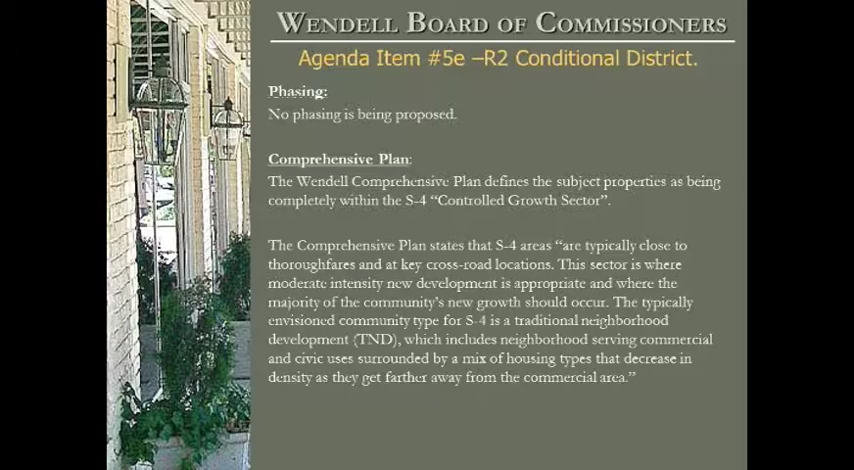 WENDELL BOARD OF COMMISSIONERS
Agenda Item #5e –R2 Conditional District.
Phasing:
No phasing is being proposed.
Comprehensive Plan:
The Wendell Comprehensive Plan defines the subject properties as being
completely within the S-4 “Controlled Growth Sector”.
The Comprehensive Plan states that S-4 areas “are typically close to
thoroughfares and at key cross-road locations. This sector is where
moderate intensity new development is appropriate and where the
majority of the community’s new growth should occur. The typically
envisioned community type for S-4 is a traditional neighborhood
development (TND), which includes neighborhood serving commercial
and civic uses surrounded by a mix of housing types that decrease in
density as they get farther away from the commercial area.”